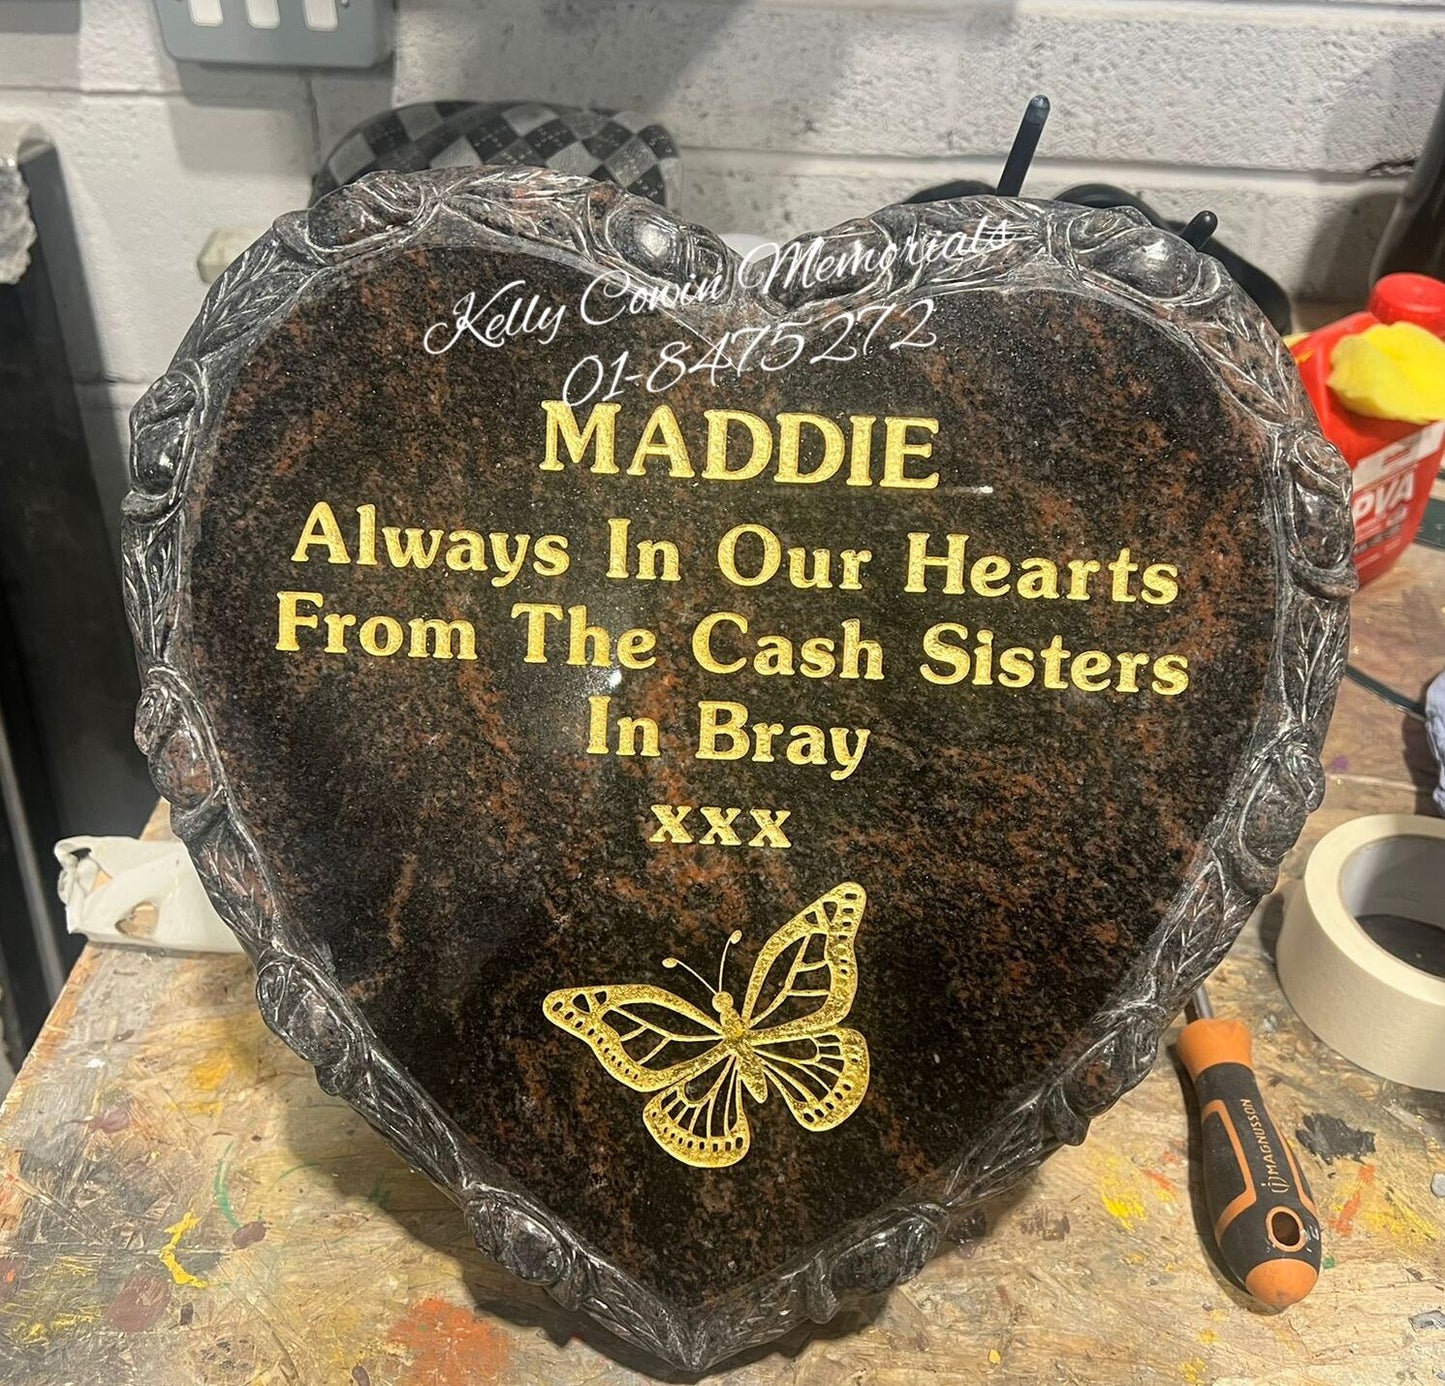 Kelly Cowin Memorials
01-8475272
MADDIE
Always In Our Hearts
From The Cash Sisters
In Bray
xxx
PVA
MAGNUSSON